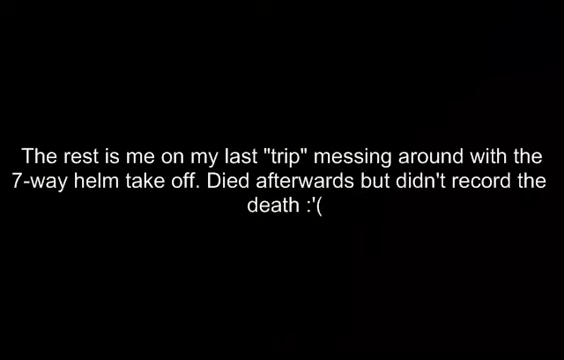 The rest is me on my last "trip" messing around with the
7-way helm take off. Died afterwards but didn't record the
death :'(